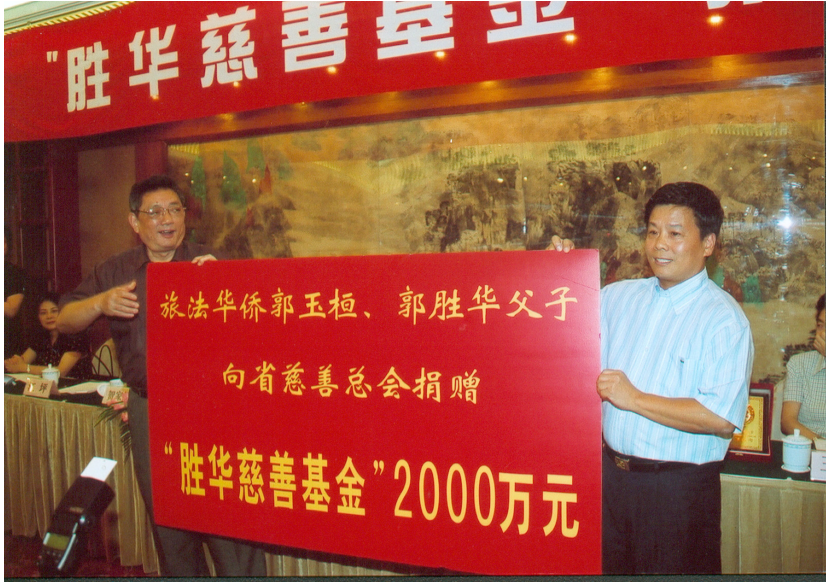 "胜华慈善基金"
旅法华侨郭玉桓、郭胜华父子
向省慈善总会捐赠
"胜华慈善基金"2000万元